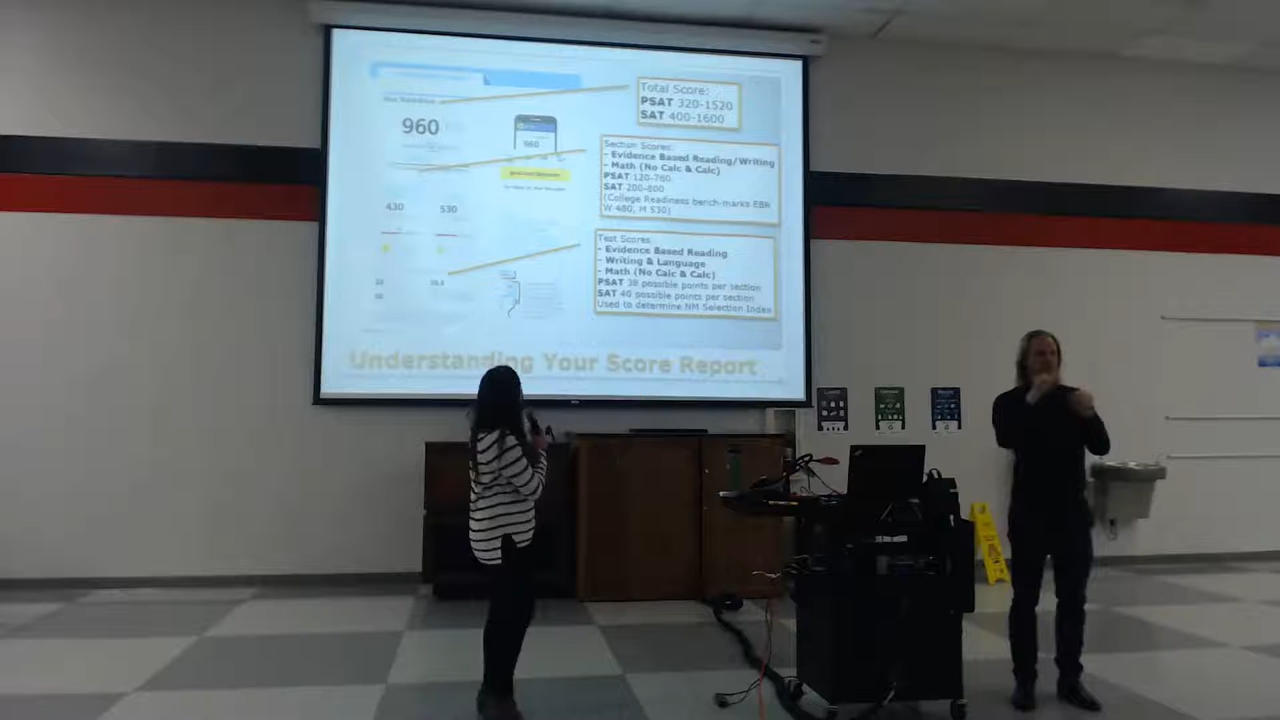 Total Score:
PSAT 320-1520
SAT 400-1600
960
960
Section Scores:
- Evidence Based Reading/Writing
- Math (No Calc & Calc)
PSAT 120-760
SAT 200-800
(College Readiness bench-marks EBR
W 480, M 530)
430 530
Test Scores
- Evidence Based Reading
- Writing & Language
- Math (No Calc & Calc)
PSAT 38 possible points per section
SAT 40 possible points per section
Used to determine NM Selection Index
Understanding Your Score Report